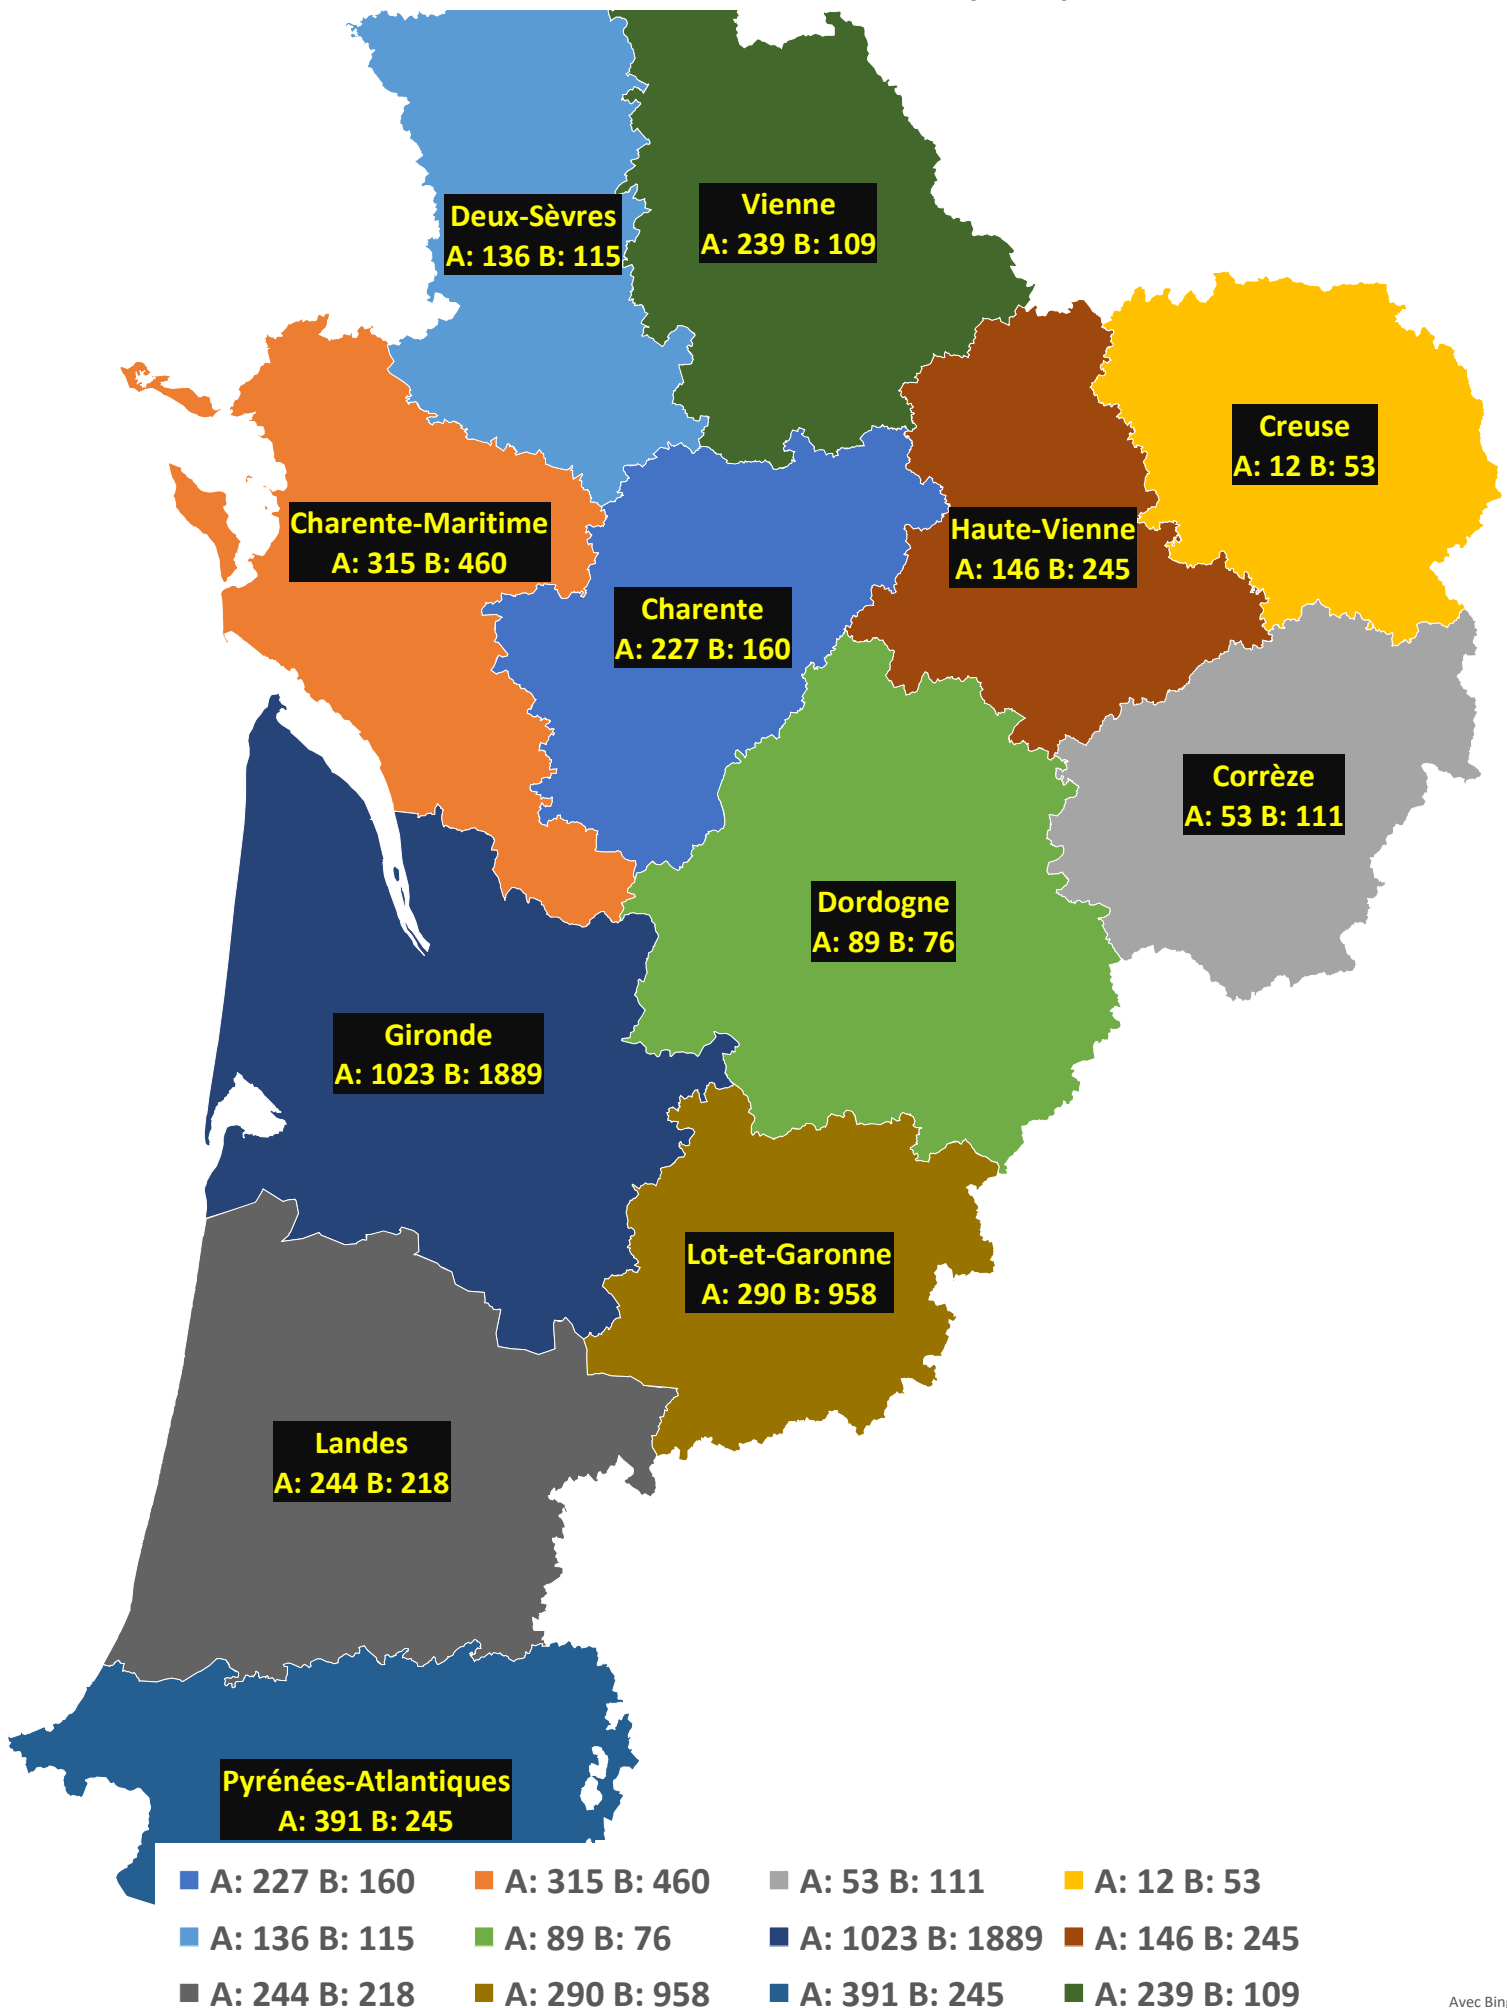 Vienne
A: 239 B: 109
Deux-Sèvres
A: 136 B: 115
Creuse
A: 12 B: 53
Charente-Maritime
A: 315 B: 460
Haute-Vienne
A: 146 B: 245
Charente
A: 227 B: 160
Corrèze
A: 53 B: 111
Dordogne
A: 89 B: 76
Gironde
A: 1023 B: 1889
Lot-et-Garonne
A: 290 B: 958
Landes
A: 244 B: 218
Pyrénées-Atlantiques
A: 391 B: 245
A: 227 B: 160 A: 315 B: 460 A: 53 B: 111 A: 12 B: 53
A: 136 B: 115 A: 89 B: 76 A: 1023 B: 1889 A: 146 B: 245
A: 244 B: 218 A: 290 B: 958 A: 391 B: 245 A: 239 B: 109
Avec Bin